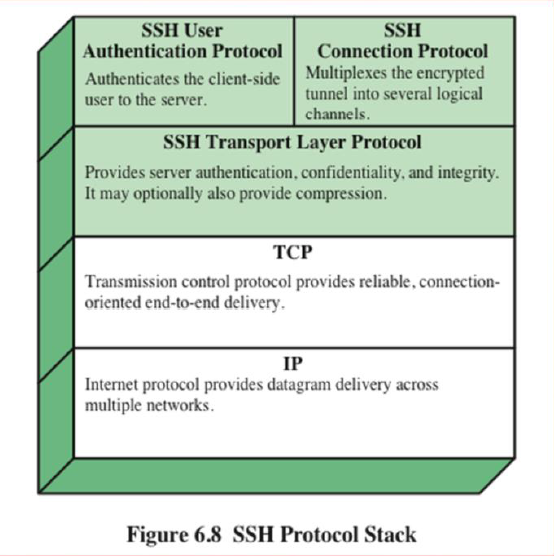 SSH User
Authentication Protocol
Authenticates the client-side
user to the server.
SSH
Connection Protocol
Multiplexes the encrypted
tunnel into several logical
channels.
SSH Transport Layer Protocol
Provides server authentication, confidentiality, and integrity.
It may optionally also provide compression.
TCP
Transmission control protocol provides reliable, connection-
oriented end-to-end delivery.
IP
Internet protocol provides datagram delivery across
multiple networks.
Figure 6.8 SSH Protocol Stack